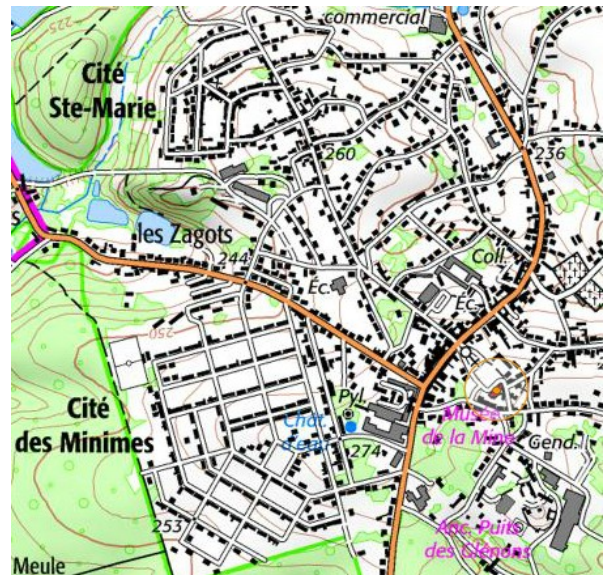 commercial
225
Cité
Ste-Marie
260
236
les Zagots
244
Coll.
Éc.
Éc.
250
Pyl.
Chât.
d'eau
Cité
des Minimes
274
Musée
de la Mine
Gend.
253
Anc. Puits
des Glénons
Meule